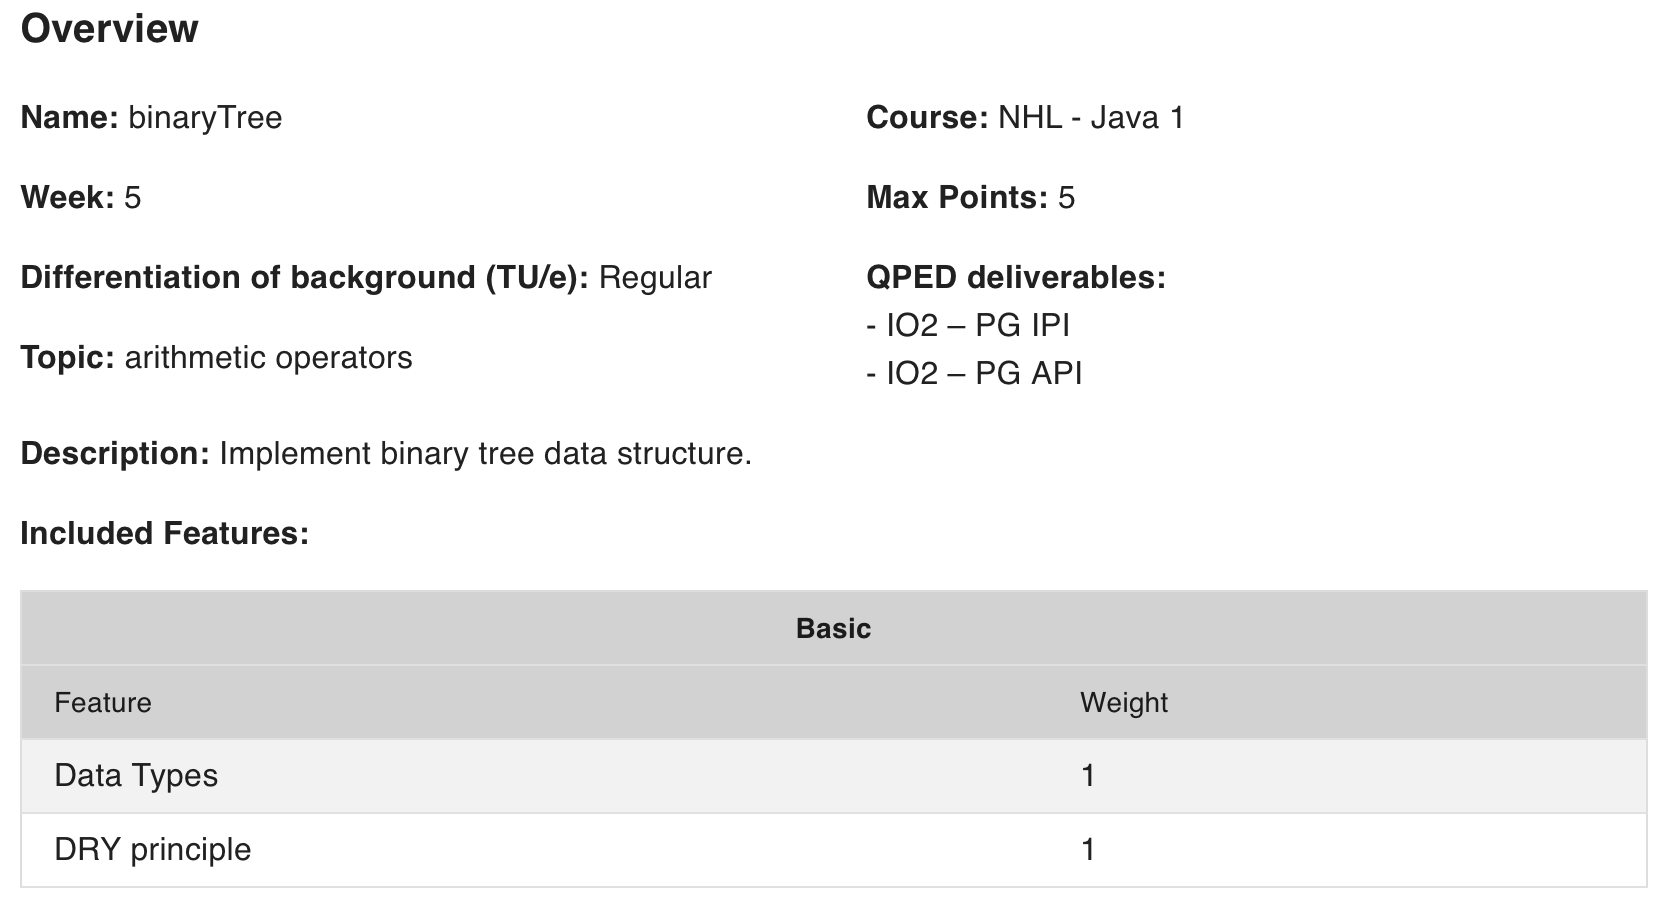 Overview
Name: binaryTree
Course: NHL - Java 1
Week: 5
Max Points: 5
Differentiation of background (TU/e): Regular
QPED deliverables:
- IO2 – PG IPI
- IO2 – PG API
Topic: arithmetic operators
Description: Implement binary tree data structure.
Included Features:
Basic
Feature Weight
Data Types 1
DRY principle 1